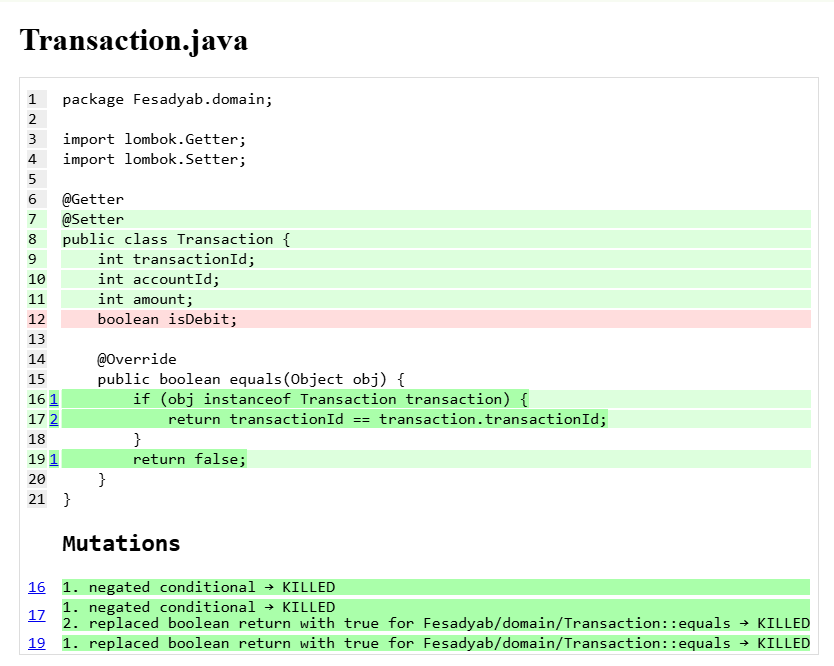 Transaction.java
1 package Fesadyab.domain;
2
3 import lombok.Getter;
4 import lombok.Setter;
5
6 @Getter
7 @Setter
8 public class Transaction {
9     int transactionId;
10     int accountId;
11     int amount;
12     boolean isDebit;
13
14     @Override
15     public boolean equals(Object obj) {
16 1         if (obj instanceof Transaction transaction) {
17 2             return transactionId == transaction.transactionId;
18         }
19 1         return false;
20     }
21 }
Mutations
16 1. negated conditional → KILLED
17 1. negated conditional → KILLED
2. replaced boolean return with true for Fesadyab/domain/Transaction::equals → KILLED
19 1. replaced boolean return with true for Fesadyab/domain/Transaction::equals → KILLED